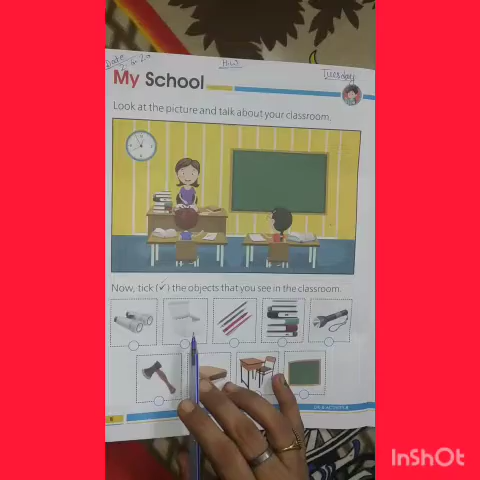 Date
H.W
Tuesday
My School
Look at the picture and talk about your classroom.
Now, tick (✓) the objects that you see in the classroom.
InShOt